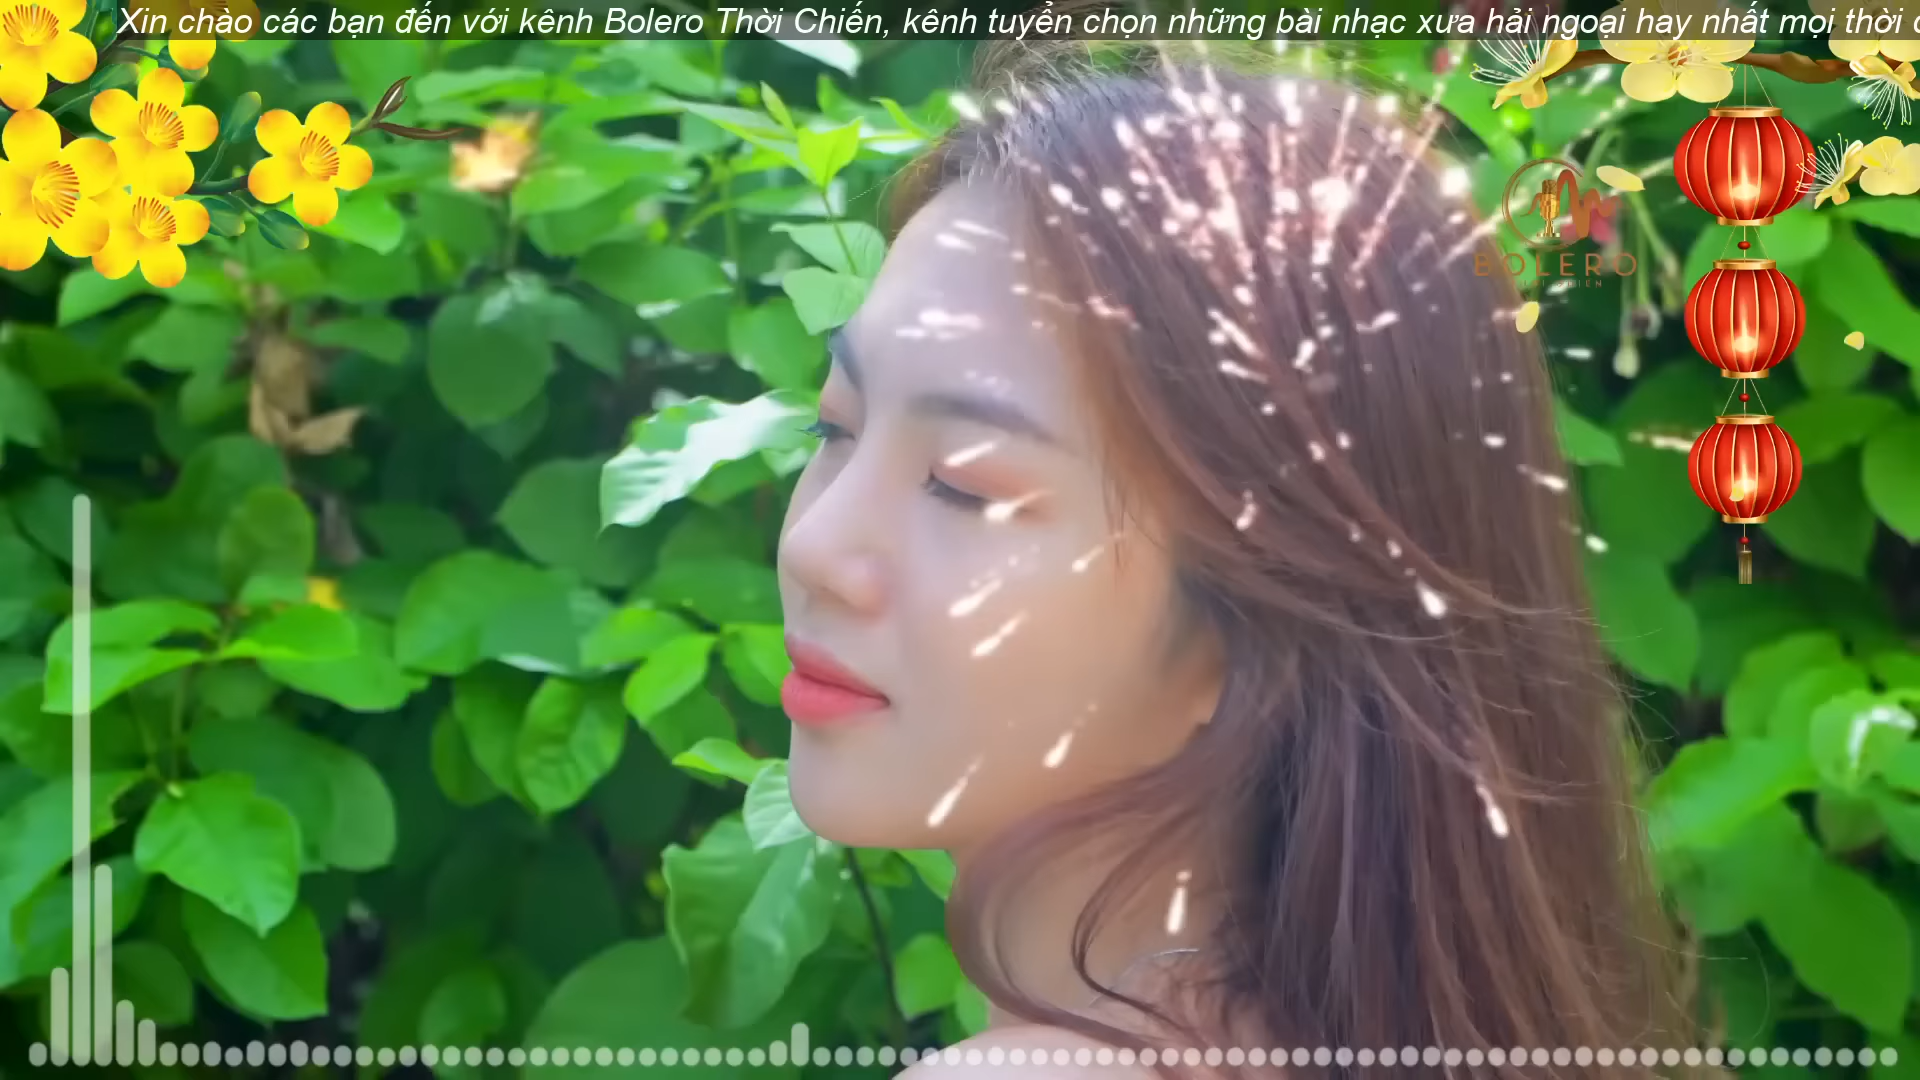 Xin chào các bạn đến với kênh Bolero Thời Chiến, kênh tuyển chọn những bài nhạc xưa hải ngoại hay nhất mọi thời
BOLERO